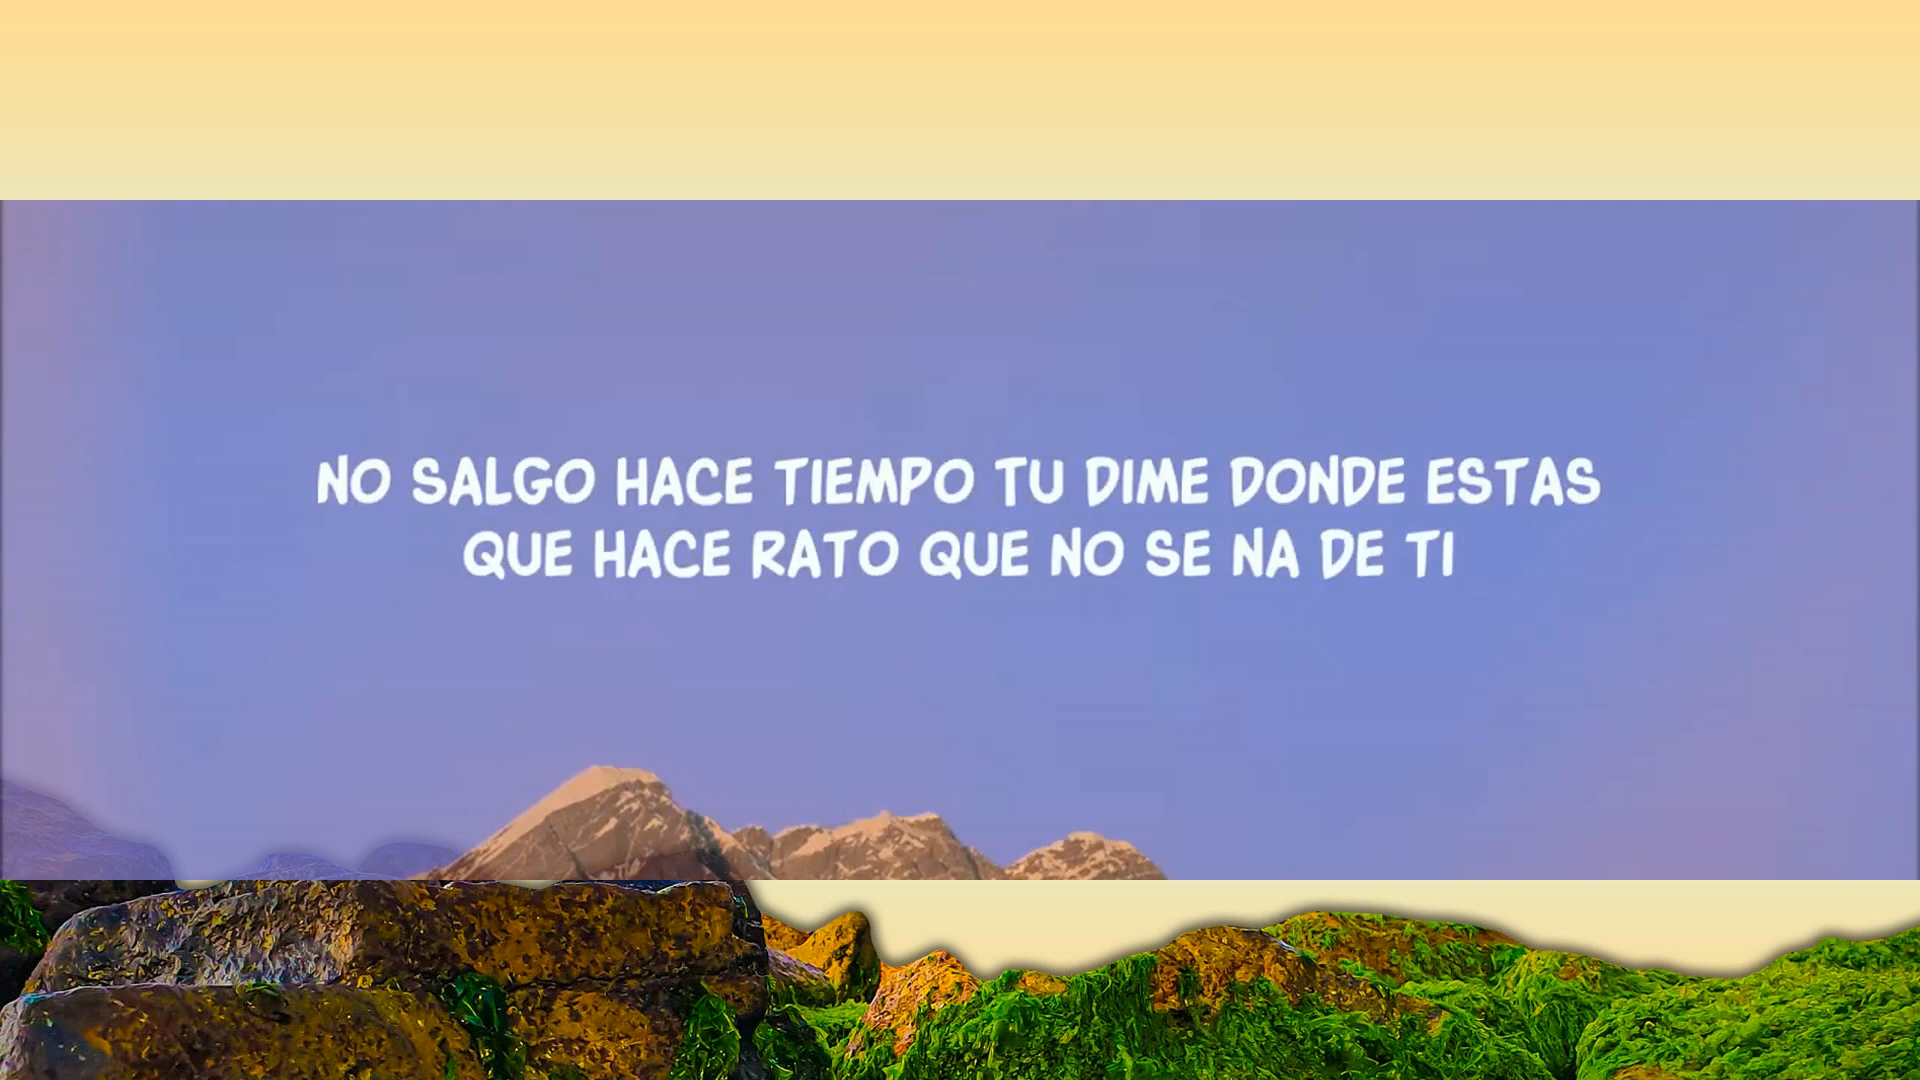 NO SALGO HACE TIEMPO TU DIME DONDE ESTAS
QUE HACE RATO QUE NO SE NA DE TI